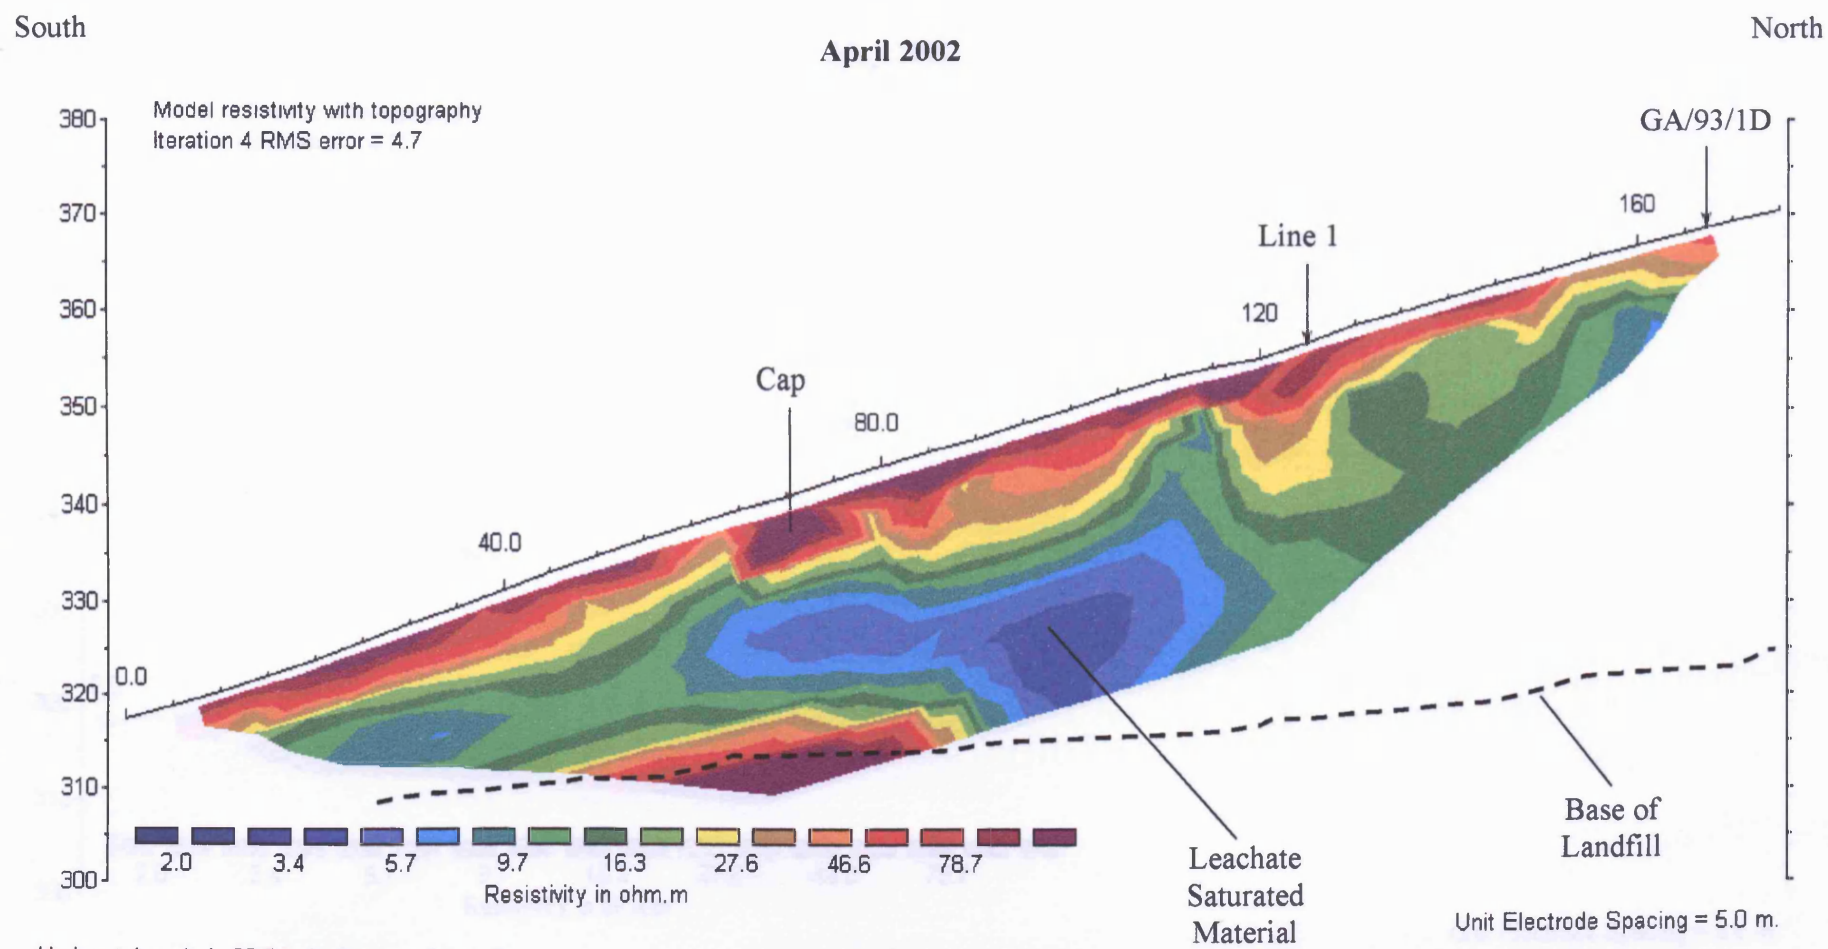 South
North
April 2002
Model resistivity with topography
Iteration 4 RMS error = 4.7
GA/93/1D
380
370
360
350
340
330
320
310
300
160
Line 1
120
Cap
80.0
40.0
0.0
2.0 3.4 5.7 9.7 16.3 27.6 46.6 78.7
Resistivity in ohm.m
Leachate
Saturated
Material
Base of
Landfill
Unit Electrode Spacing = 5.0 m.